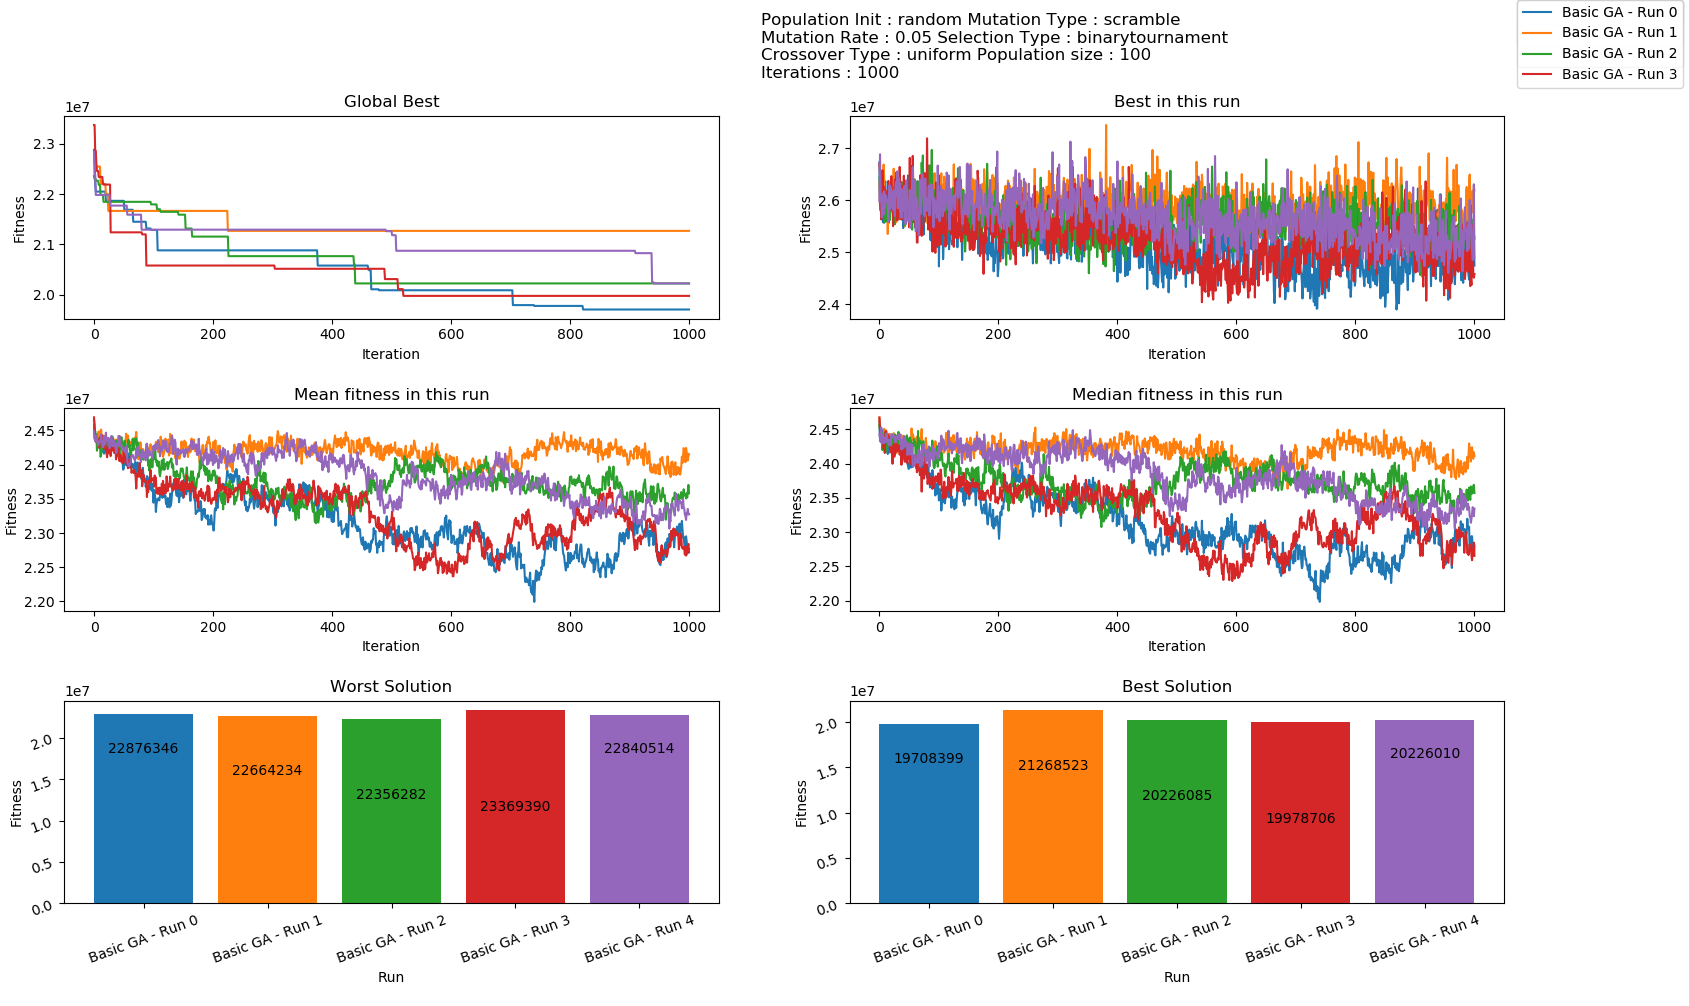 Population Init : random Mutation Type : scramble
Mutation Rate : 0.05 Selection Type : binarytournament
Crossover Type : uniform Population size : 100
Iterations : 1000
Basic GA - Run 0
Basic GA - Run 1
Basic GA - Run 2
Basic GA - Run 3
Global Best
1e7
2.3
2.2
2.1
2.0
Fitness
0 200 400 600 800 1000
Iteration
Best in this run
1e7
2.7
2.6
2.5
2.4
Fitness
0 200 400 600 800 1000
Iteration
Mean fitness in this run
1e7
2.45
2.40
2.35
2.30
2.25
2.20
Fitness
0 200 400 600 800 1000
Iteration
Median fitness in this run
1e7
2.45
2.40
2.35
2.30
2.25
2.20
Fitness
0 200 400 600 800 1000
Iteration
Worst Solution
1e7
2.0
1.5
1.0
0.5
0.0
Fitness
22876346
22664234
22356282
23369390
22840514
Basic GA - Run 0
Basic GA - Run 1
Basic GA - Run 2
Basic GA - Run 3
Basic GA - Run 4
Run
Best Solution
1e7
2.0
1.5
1.0
0.5
0.0
Fitness
19708399
21268523
20226085
19978706
20226010
Basic GA - Run 0
Basic GA - Run 1
Basic GA - Run 2
Basic GA - Run 3
Basic GA - Run 4
Run